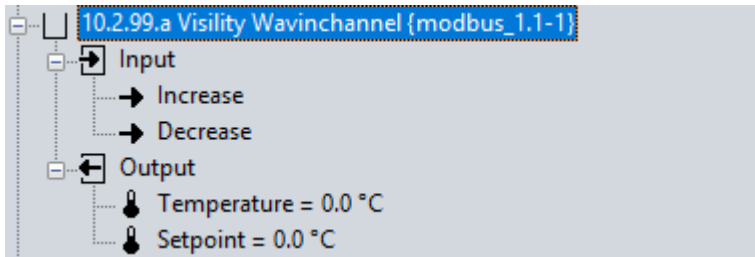 10.2.99.a Visility Wavinchannel {modbus_1.1-1}
Input
Increase
Decrease
Output
Temperature = 0.0 °C
Setpoint = 0.0 °C